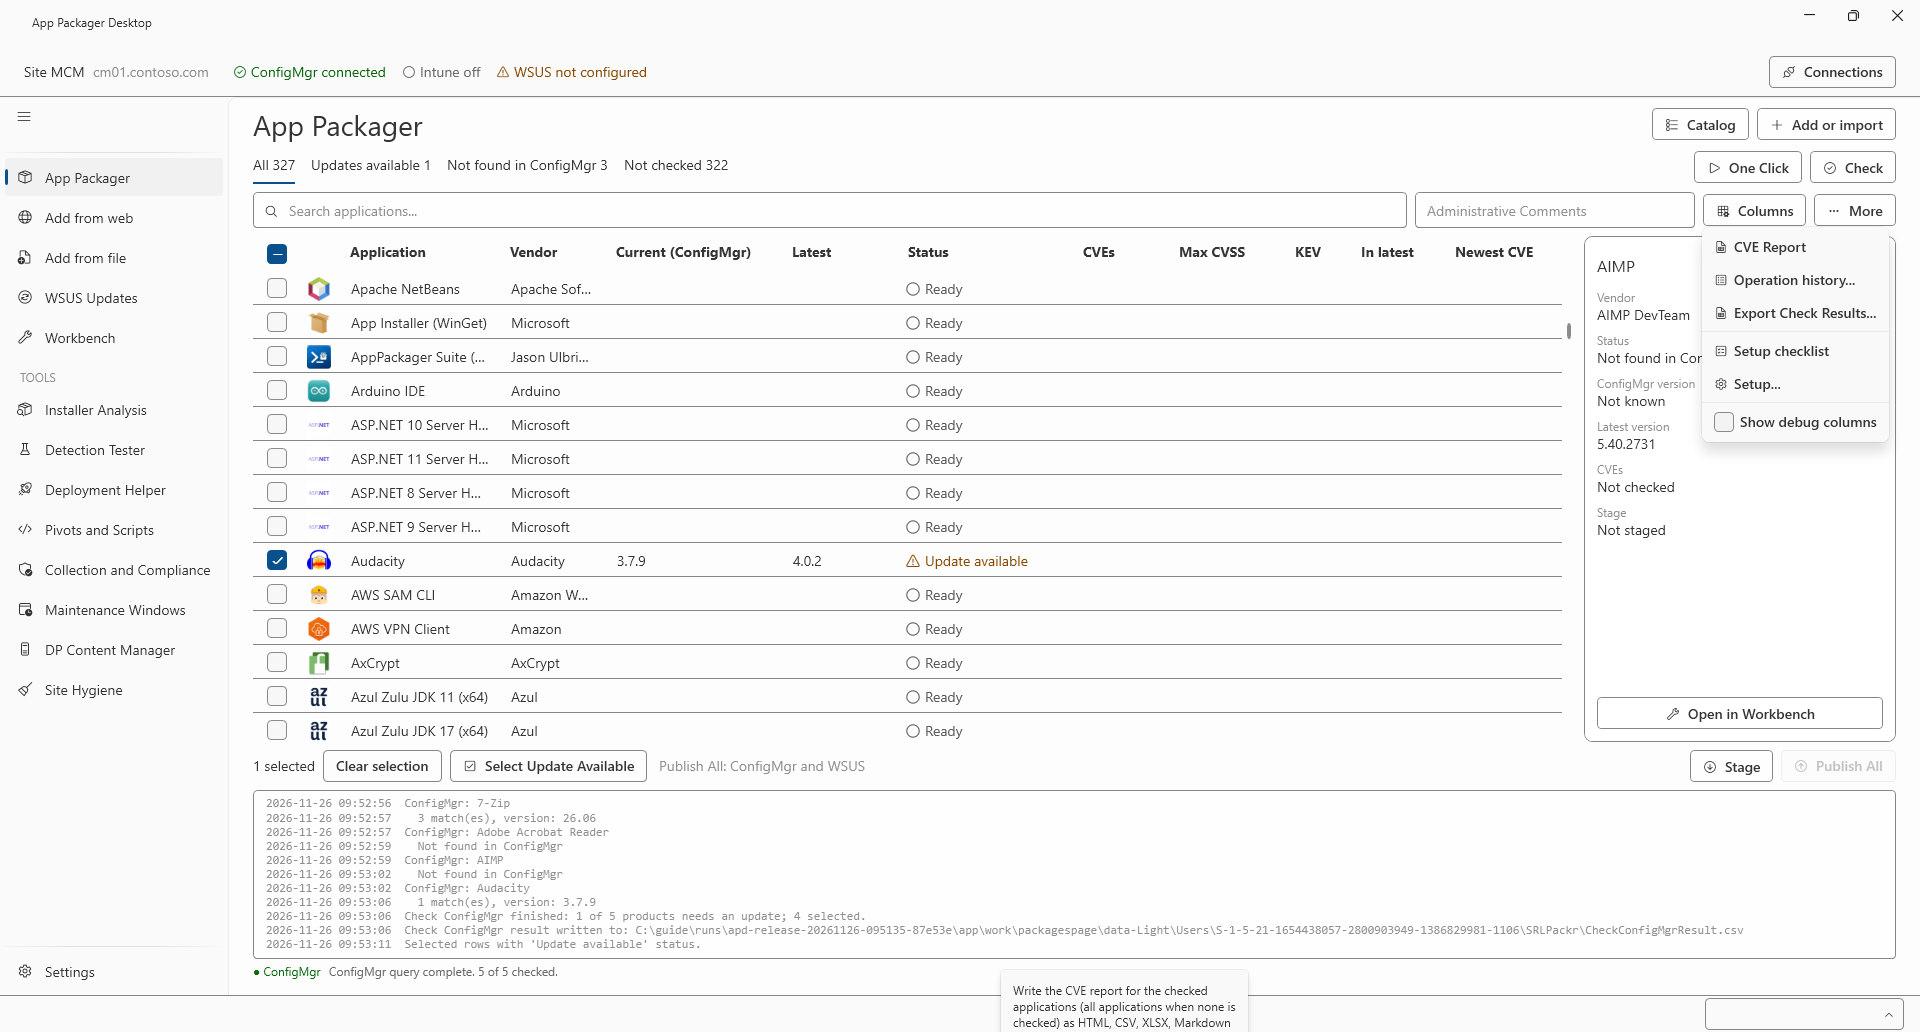 App Packager Desktop
Site MCM cm01.contoso.com ConfigMgr connected Intune off WSUS not configured Connections
App Packager
Catalog Add or import
All 327 Updates available 1 Not found in ConfigMgr 3 Not checked 322
One Click Check
Search applications...
Administrative Comments
Columns ... More
App Packager
Add from web
Add from file
WSUS Updates
Workbench
TOOLS
Installer Analysis
Detection Tester
Deployment Helper
Pivots and Scripts
Collection and Compliance
Maintenance Windows
DP Content Manager
Site Hygiene
Settings
Application Vendor Current (ConfigMgr) Latest Status CVEs Max CVSS KEV In latest Newest CVE
Apache NetBeans Apache Sof... Ready
App Installer (WinGet) Microsoft Ready
AppPackager Suite (... Jason Ulbri... Ready
Arduino IDE Arduino Ready
ASP.NET ASP.NET 10 Server H... Microsoft Ready
ASP.NET ASP.NET 11 Server H... Microsoft Ready
ASP.NET ASP.NET 8 Server H... Microsoft Ready
ASP.NET ASP.NET 9 Server H... Microsoft Ready
Audacity Audacity 3.7.9 4.0.2 Update available
AWS SAM CLI Amazon W... Ready
AWS VPN Client Amazon Ready
AxCrypt AxCrypt Ready
azul Azul Zulu JDK 11 (x64) Azul Ready
azul Azul Zulu JDK 17 (x64) Azul Ready
AIMP
Vendor
AIMP DevTeam
Status
Not found in Cor
ConfigMgr version
Not known
Latest version
5.40.2731
CVEs
Not checked
Stage
Not staged
Open in Workbench
CVE Report
Operation history...
Export Check Results...
Setup checklist
Setup...
Show debug columns
1 selected Clear selection Select Update Available Publish All: ConfigMgr and WSUS Stage Publish All
2026-11-26 09:52:56 ConfigMgr: 7-Zip
2026-11-26 09:52:57 3 match(es), version: 26.06
2026-11-26 09:52:57 ConfigMgr: Adobe Acrobat Reader
2026-11-26 09:52:59 Not found in ConfigMgr
2026-11-26 09:52:59 ConfigMgr: AIMP
2026-11-26 09:53:02 Not found in ConfigMgr
2026-11-26 09:53:02 ConfigMgr: Audacity
2026-11-26 09:53:06 1 match(es), version: 3.7.9
2026-11-26 09:53:06 Check ConfigMgr finished: 1 of 5 products needs an update; 4 selected.
2026-11-26 09:53:06 Check ConfigMgr result written to: C:\guide\runs\apd-release-20261126-095135-87e53e\app\work\packagespage\data-Light\Users\S-1-5-21-1654438057-2800903949-1386829981-1106\SRLPackr\CheckConfigMgrResult.csv
2026-11-26 09:53:11 Selected rows with 'Update available' status.
ConfigMgr ConfigMgr query complete. 5 of 5 checked.
Write the CVE report for the checked
applications (all applications when none is
checked) as HTML, CSV, XLSX, Markdown